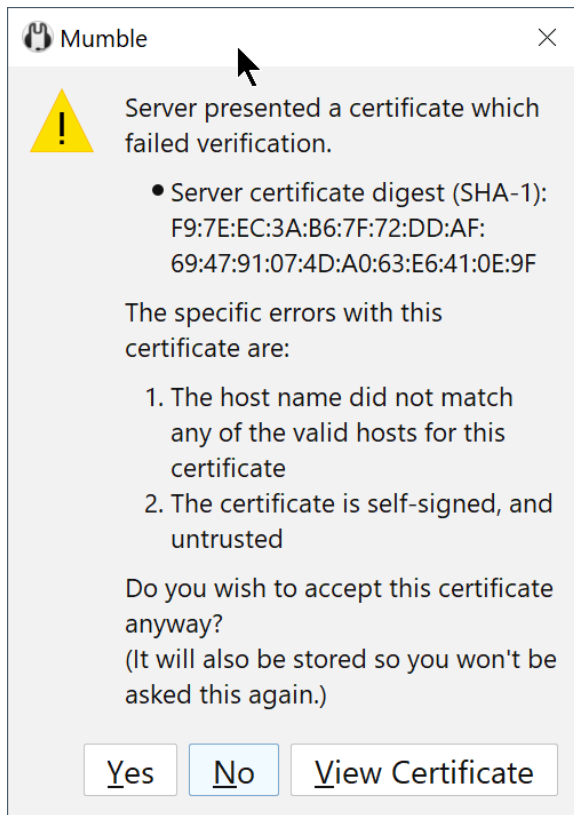 Mumble
Server presented a certificate which
failed verification.
● Server certificate digest (SHA-1):
F9:7E:EC:3A:B6:7F:72:DD:AF:
69:47:91:07:4D:A0:63:E6:41:0E:9F
The specific errors with this
certificate are:
1. The host name did not match
any of the valid hosts for this
certificate
2. The certificate is self-signed, and
untrusted
Do you wish to accept this certificate
anyway?
(It will also be stored so you won't be
asked this again.)
Yes No View Certificate